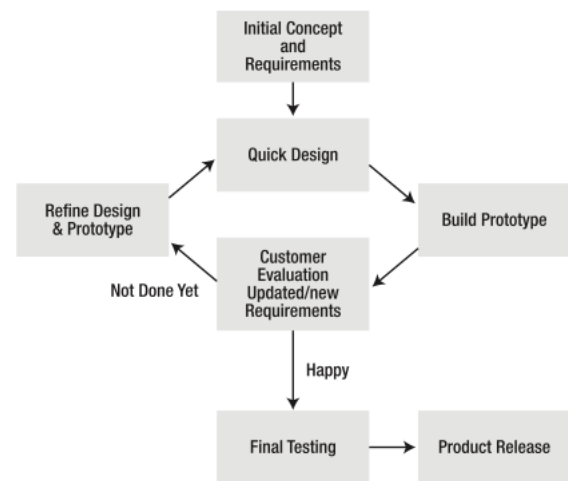 Initial Concept
and
Requirements
Quick Design
Refine Design
& Prototype
Build Prototype
Customer
Evaluation
Updated/new
Requirements
Not Done Yet
Happy
Final Testing
Product Release